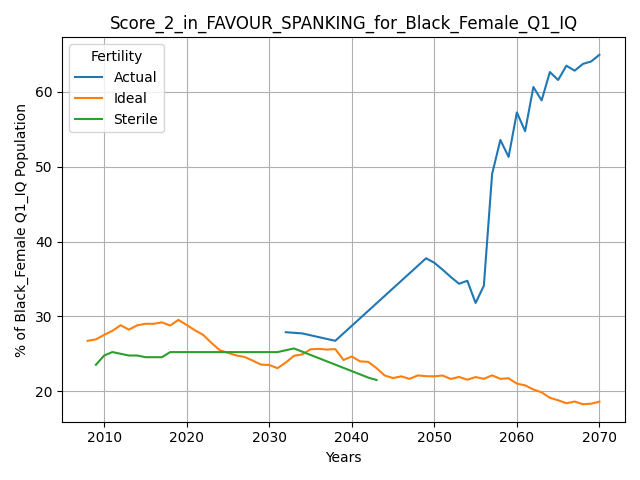 Score_2_in_FAVOUR_SPANKING_for_Black_Female_Q1_IQ
Fertility
Actual
Ideal
Sterile
% of Black_Female Q1_IQ Population
60
50
40
30
20
2010 2020 2030 2040 2050 2060 2070
Years